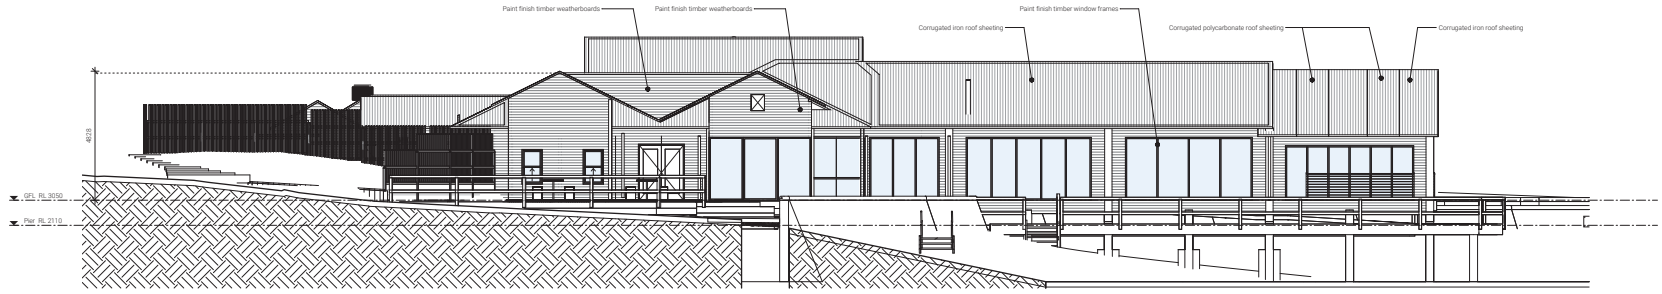 Paint finish timber weatherboards
Paint finish timber weatherboards
Paint finish timber window frames
Corrugated iron roof sheeting
Corrugated polycarbonate roof sheeting
Corrugated iron roof sheeting
4828
GFL RL 3050
Pier RL 2110